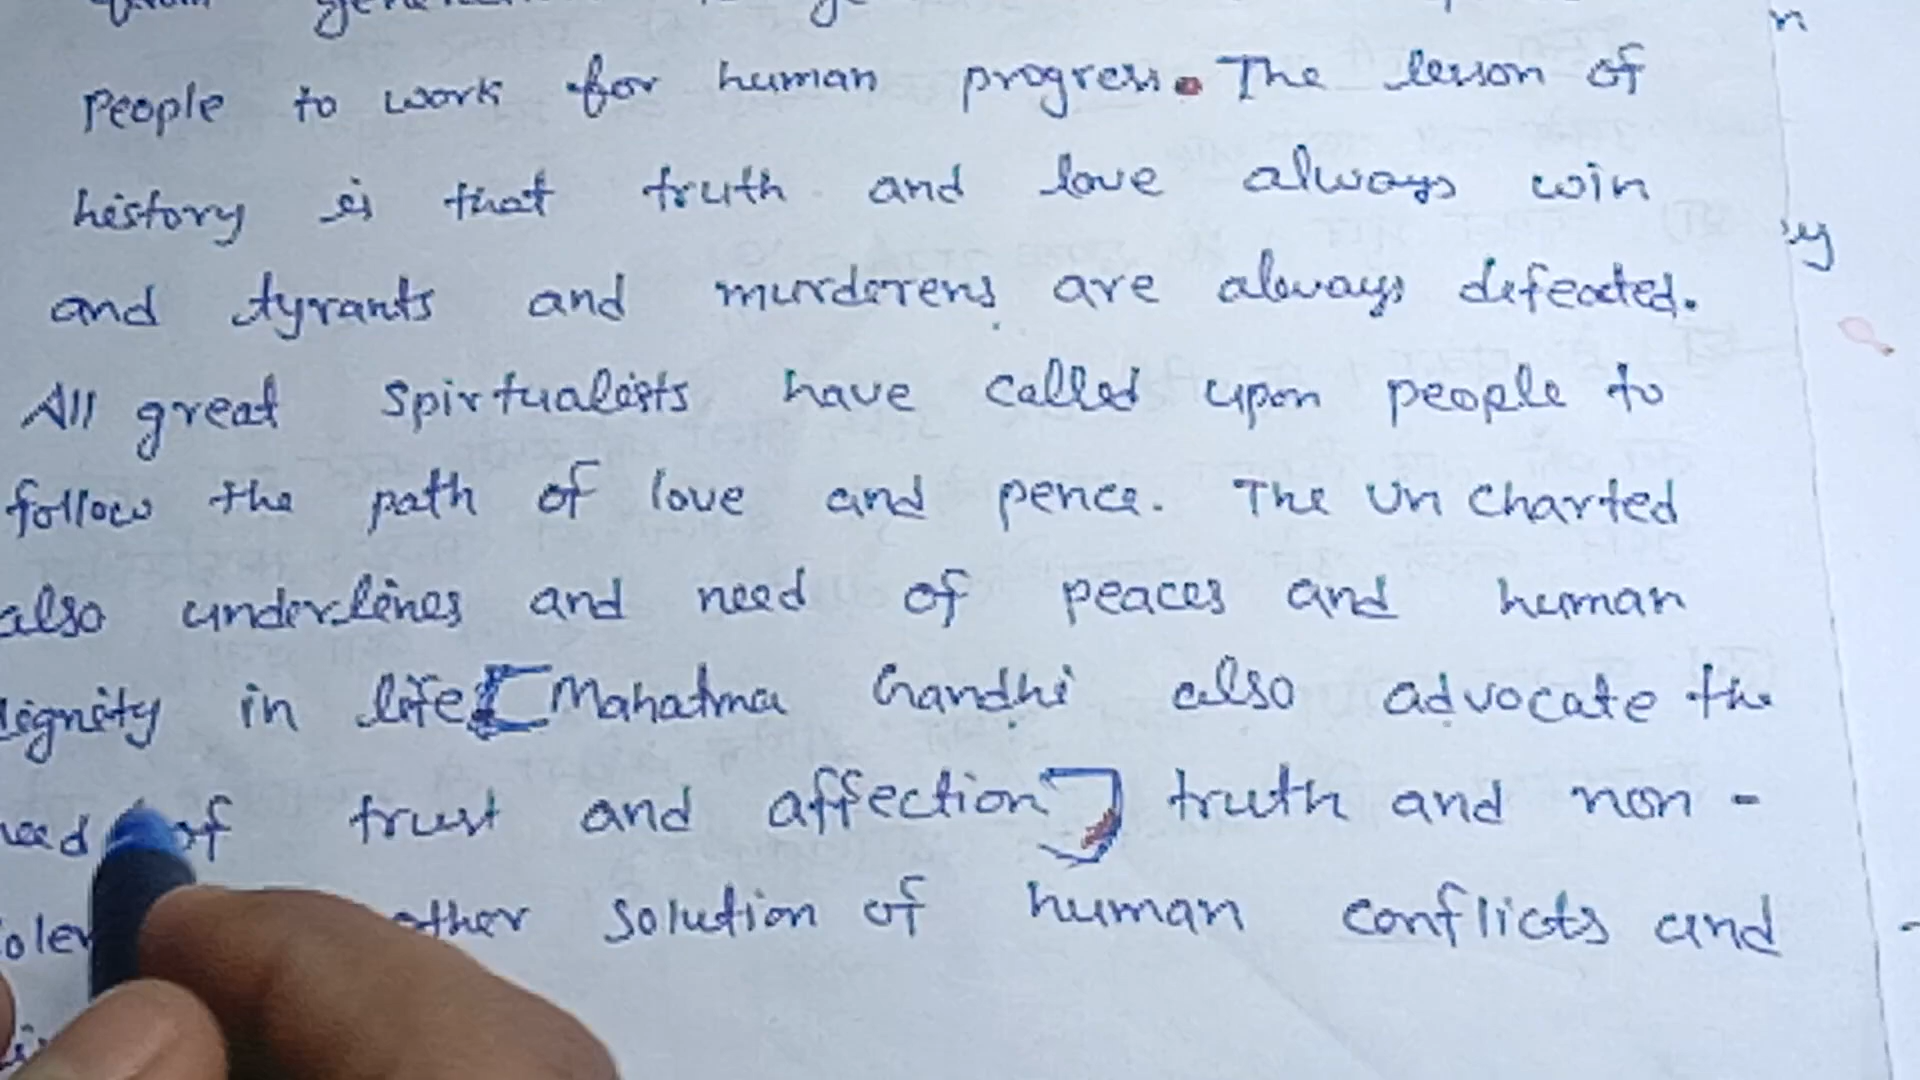 People to work for human progress. The lesson of
history is that truth and love always win
and tyrants and murderers are always defeated.
All great spirtualists have called upon people to
follow the path of love and pence. The Un Charted
also underlines and need of peaces and human
dignity in life. [Mahatma Gandhi also advocate the
need of trust and affection] truth and non-
other solution of human conflicts and